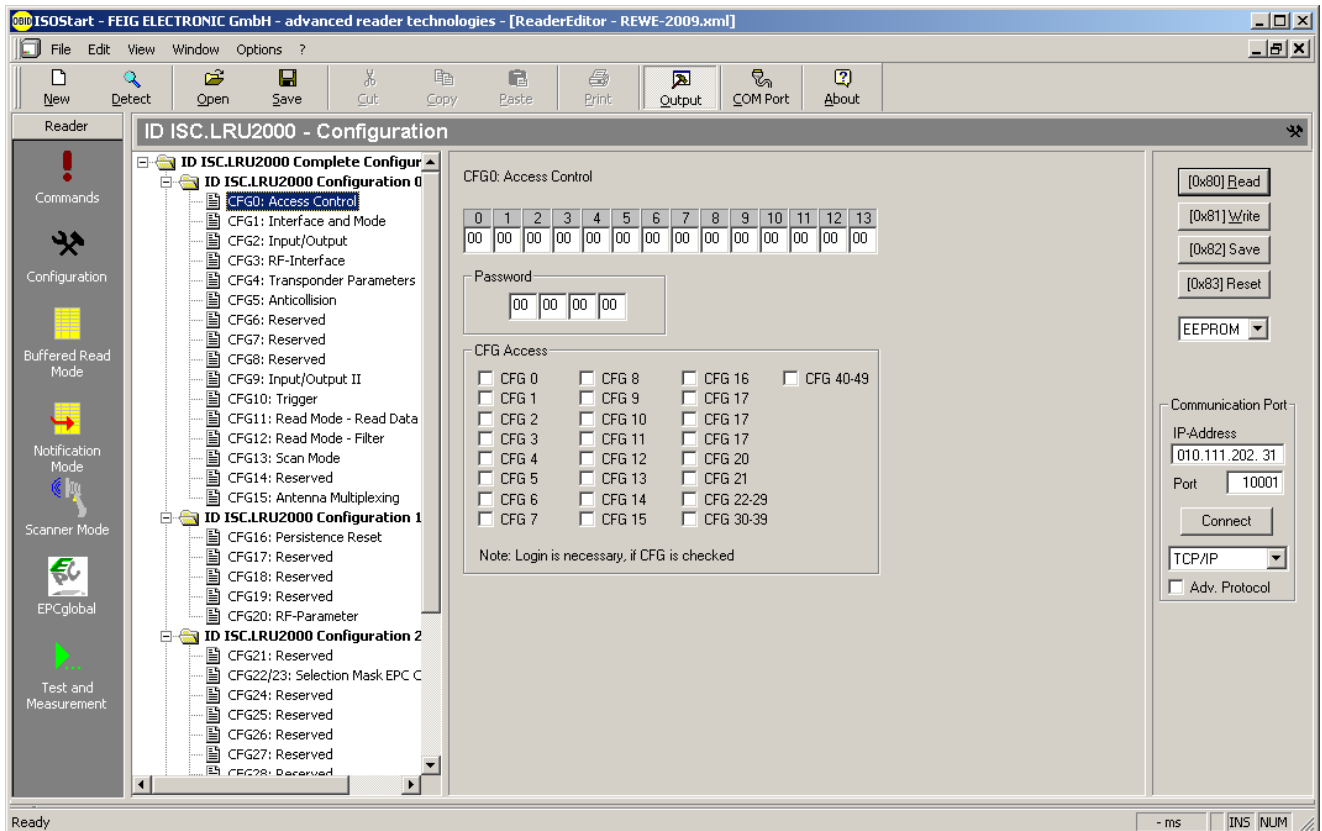 OBID ISOStart - FEIG ELECTRONIC GmbH - advanced reader technologies - [ReaderEditor - REWE-2009.xml]
File Edit View Window Options ?
New Detect Open Save Cut Copy Paste Print Output COM Port About
Reader
ID ISC.LRU2000 - Configuration
Commands
Configuration
Buffered Read
Mode
Notification
Mode
Scanner Mode
EPCglobal
Test and
Measurement
ID ISC.LRU2000 Complete Configur
ID ISC.LRU2000 Configuration 0
CFG0: Access Control
CFG1: Interface and Mode
CFG2: Input/Output
CFG3: RF-Interface
CFG4: Transponder Parameters
CFG5: Anticollision
CFG6: Reserved
CFG7: Reserved
CFG8: Reserved
CFG9: Input/Output II
CFG10: Trigger
CFG11: Read Mode - Read Data
CFG12: Read Mode - Filter
CFG13: Scan Mode
CFG14: Reserved
CFG15: Antenna Multiplexing
ID ISC.LRU2000 Configuration 1
CFG16: Persistence Reset
CFG17: Reserved
CFG18: Reserved
CFG19: Reserved
CFG20: RF-Parameter
ID ISC.LRU2000 Configuration 2
CFG21: Reserved
CFG22/23: Selection Mask EPC C
CFG24: Reserved
CFG25: Reserved
CFG26: Reserved
CFG27: Reserved
CFG28: Reserved
CFG0: Access Control
0 1 2 3 4 5 6 7 8 9 10 11 12 13
00 00 00 00 00 00 00 00 00 00 00 00 00 00
Password
00 00 00 00
CFG Access
CFG 0 CFG 8 CFG 16 CFG 40-49
CFG 1 CFG 9 CFG 17
CFG 2 CFG 10 CFG 17
CFG 3 CFG 11 CFG 17
CFG 4 CFG 12 CFG 20
CFG 5 CFG 13 CFG 21
CFG 6 CFG 14 CFG 22-29
CFG 7 CFG 15 CFG 30-39
Note: Login is necessary, if CFG is checked
[0x80] Read
[0x81] Write
[0x82] Save
[0x83] Reset
EEPROM
Communication Port
IP-Address
010.111.202. 31
Port 10001
Connect
TCP/IP
Adv. Protocol
Ready
- ms INS NUM